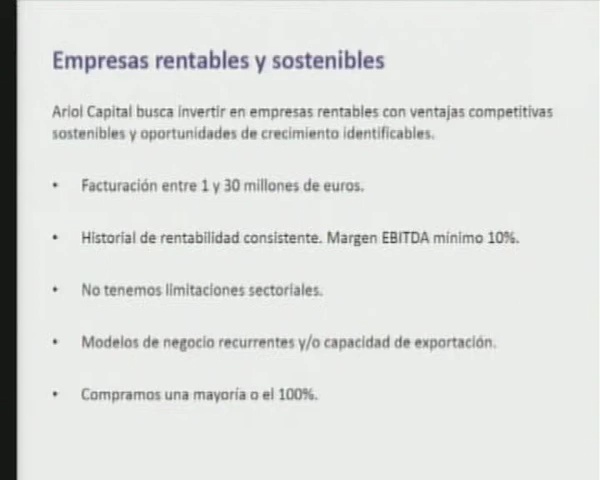 Empresas rentables y sostenibles
Ariol Capital busca invertir en empresas rentables con ventajas competitivas
sostenibles y oportunidades de crecimiento identificables.
• Facturación entre 1 y 30 millones de euros.
• Historial de rentabilidad consistente. Margen EBITDA mínimo 10%.
• No tenemos limitaciones sectoriales.
• Modelos de negocio recurrentes y/o capacidad de exportación.
• Compramos una mayoría o el 100%.